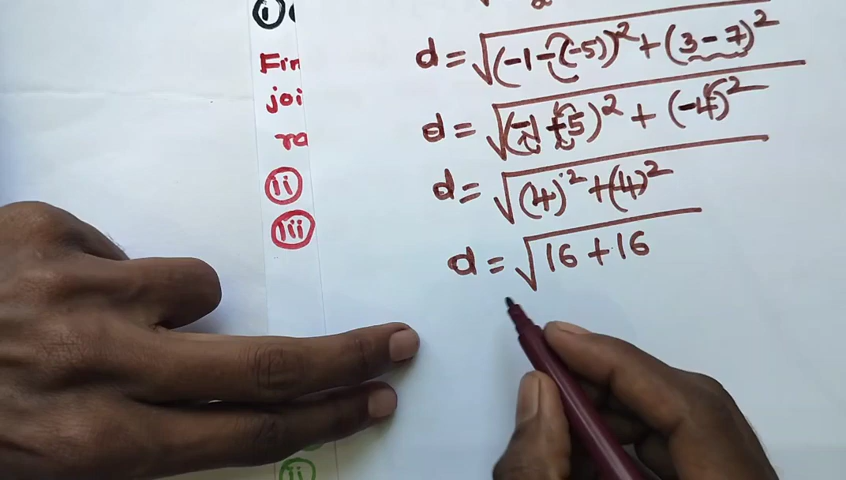 i
Fin
joi
ra
ii
iii
d = √(-1-(-5))² + (3-7)²
d = √(-1+5)² + (-4)²
d = √(4)² + (4)²
d = √16 + 16
ii